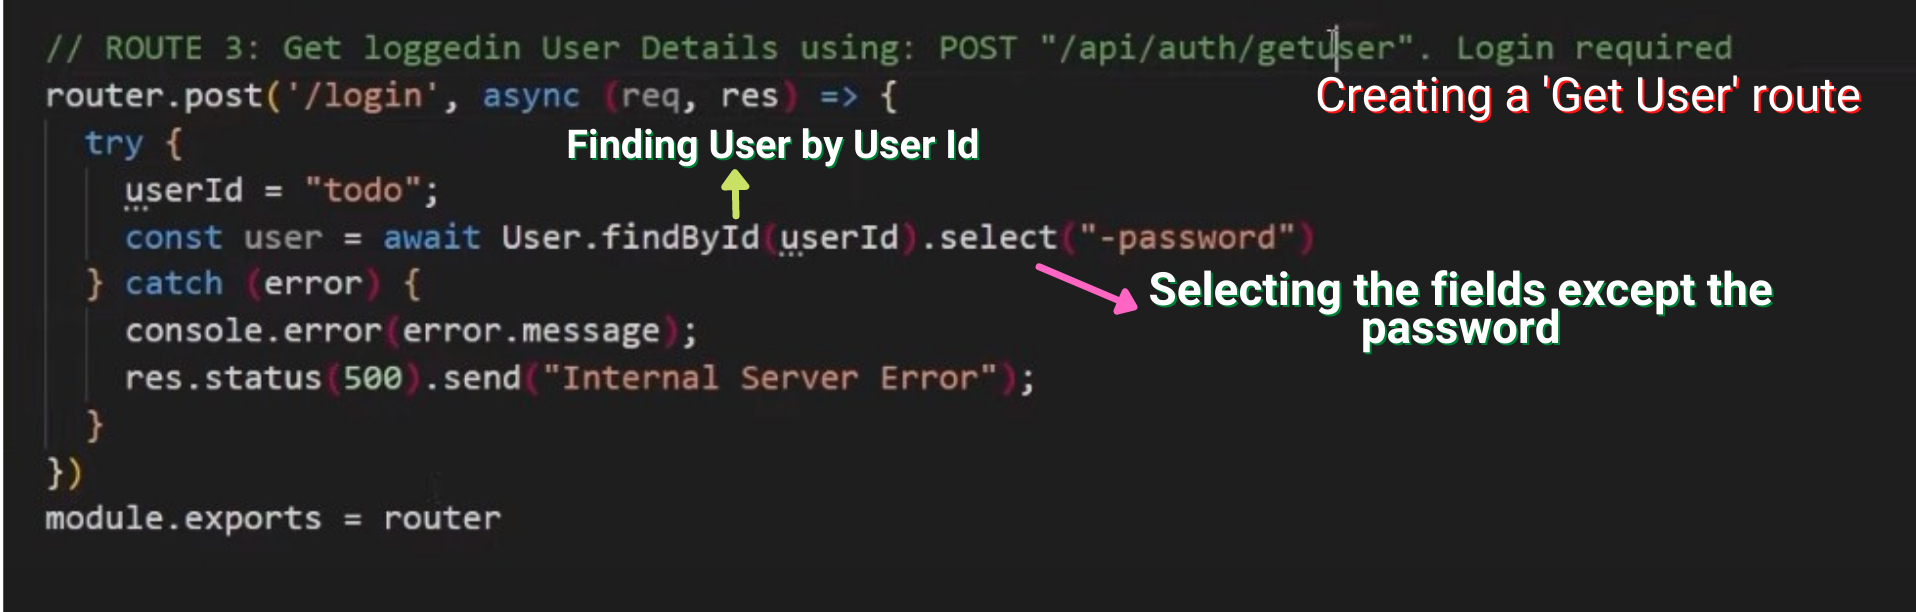 // ROUTE 3: Get loggedin User Details using: POST "/api/auth/getuser". Login required
router.post('/login', async (req, res) => {
Creating a 'Get User' route
try {
Finding User by User Id
userId = "todo";
const user = await User.findById(userId).select("-password")
} catch (error) {
Selecting the fields except the
password
console.error(error.message);
res.status(500).send("Internal Server Error");
}
})
module.exports = router